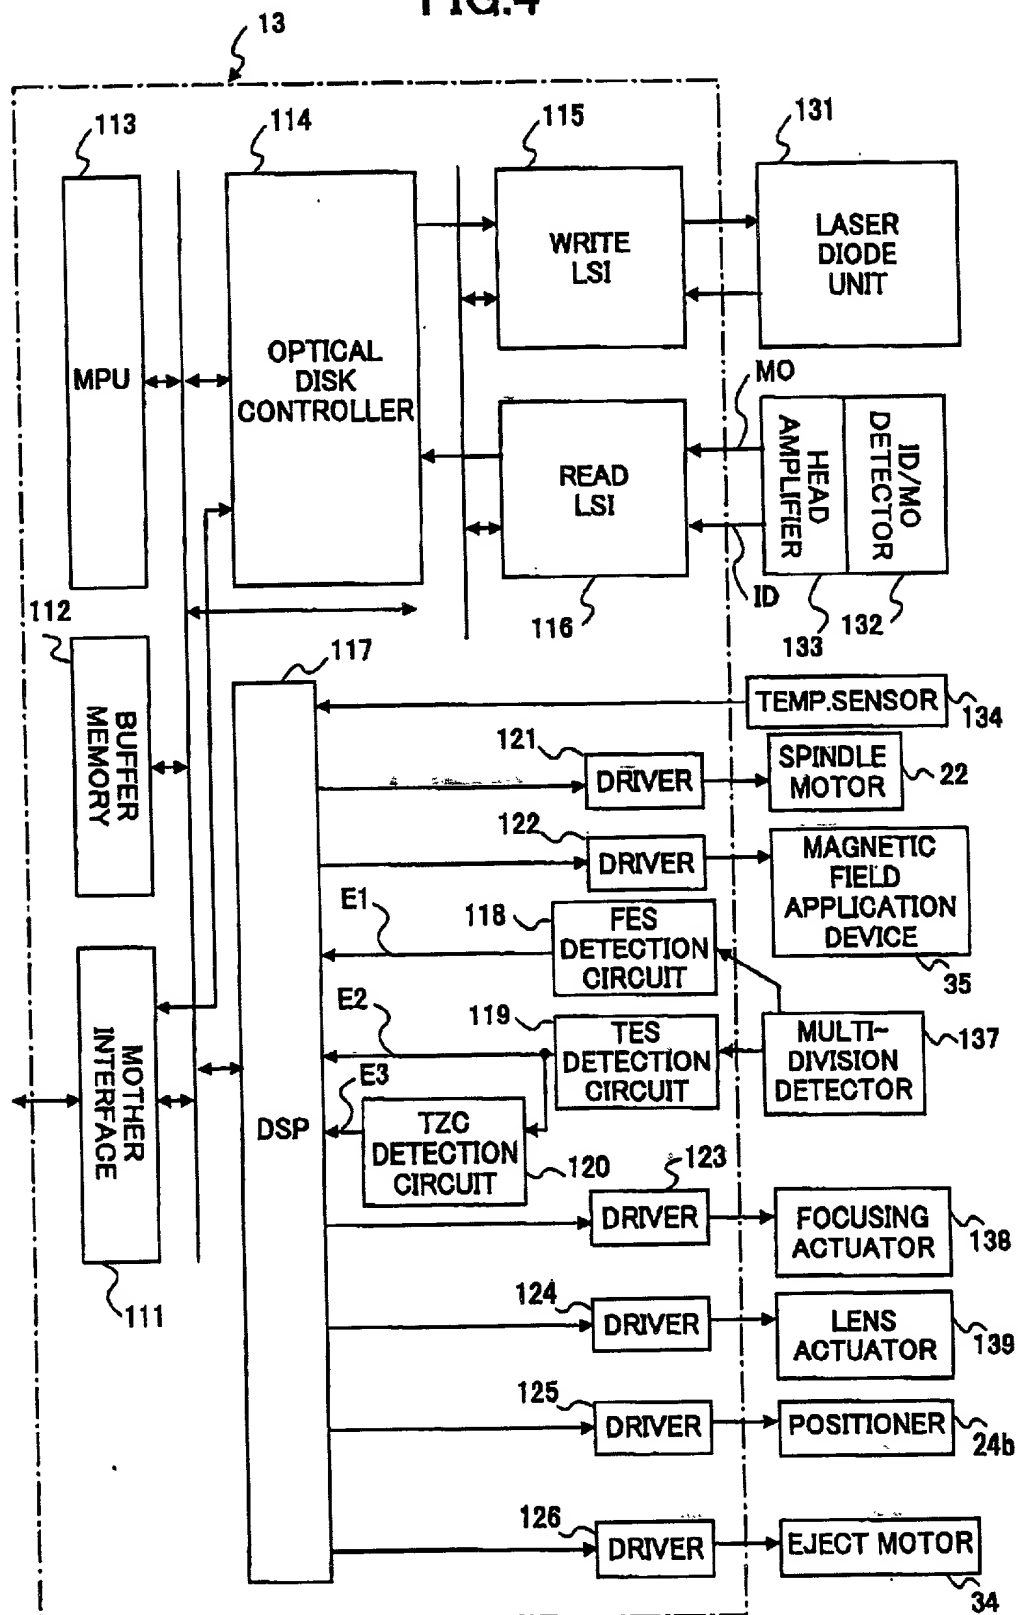 FIG.4
13
113
114
115
131
MPU
OPTICAL
DISK
CONTROLLER
WRITE
LSI
LASER
DIODE
UNIT
MO
READ
LSI
HEAD
AMPLIFIER
ID/MO
DETECTOR
ID
116
133
132
112
BUFFER
MEMORY
117
TEMP.SENSOR
134
121
DRIVER
SPINDLE
MOTOR
22
122
DRIVER
MAGNETIC
FIELD
APPLICATION
DEVICE
35
E1
118
FES
DETECTION
CIRCUIT
E2
119
TES
DETECTION
CIRCUIT
MULTI-
DIVISION
DETECTOR
137
MOTHER
INTERFACE
111
DSP
E3
TZC
DETECTION
CIRCUIT
120
123
DRIVER
FOCUSING
ACTUATOR
138
124
DRIVER
LENS
ACTUATOR
139
125
DRIVER
POSITIONER
24b
126
DRIVER
EJECT MOTOR
34